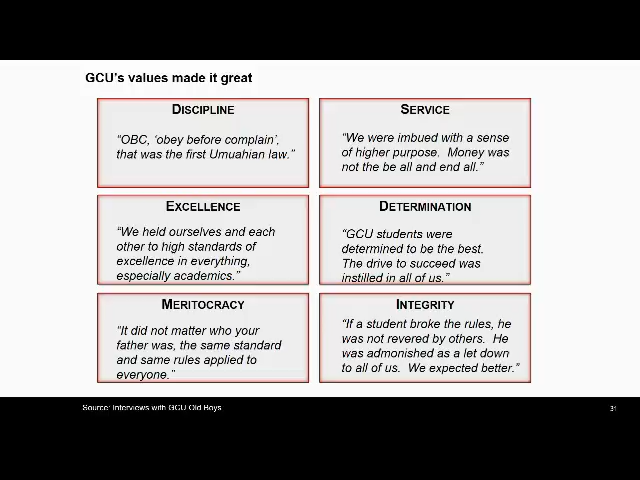 GCU's values made it great
DISCIPLINE
"OBC, 'obey before complain',
that was the first Umuahian law."
SERVICE
"We were imbued with a sense
of higher purpose. Money was
not the be all and end all."
EXCELLENCE
"We held ourselves and each
other to high standards of
excellence in everything,
especially academics."
DETERMINATION
"GCU students were
determined to be the best.
The drive to succeed was
instilled in all of us."
MERITOCRACY
"It did not matter who your
father was, the same standard
and same rules applied to
everyone."
INTEGRITY
"If a student broke the rules, he
was not revered by others. He
was admonished as a let down
to all of us. We expected better."
Source: Interviews with GCU Old Boys
31